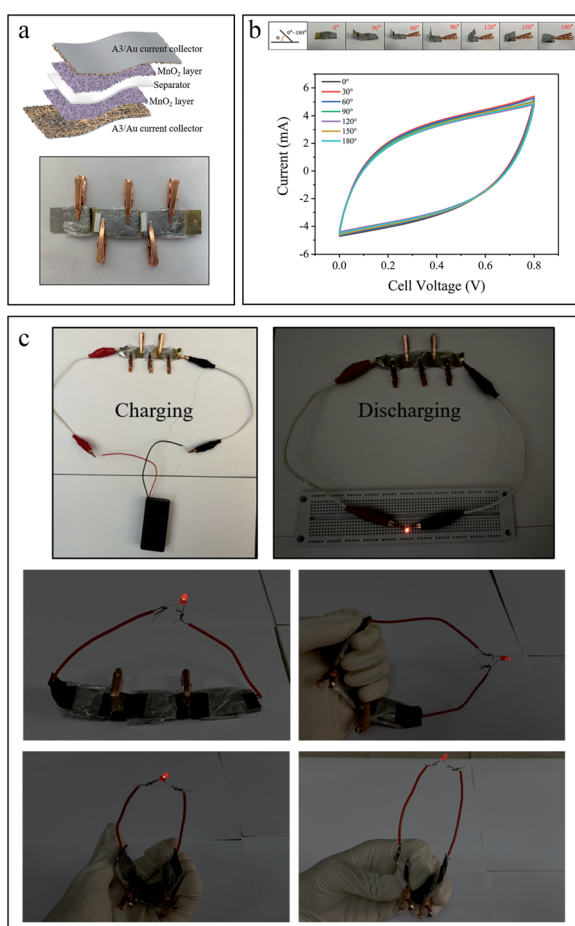 a
A3/Au current collector
MnO₂ layer
Separator
MnO₂ layer
A3/Au current collector
b
α 0°~180°
0° 30° 60° 90° 120° 150° 180°
0°
30°
60°
90°
120°
150°
180°
6
4
2
0
-2
-4
-6
Current (mA)
0.0 0.2 0.4 0.6 0.8
Cell Voltage (V)
c
Charging
Discharging